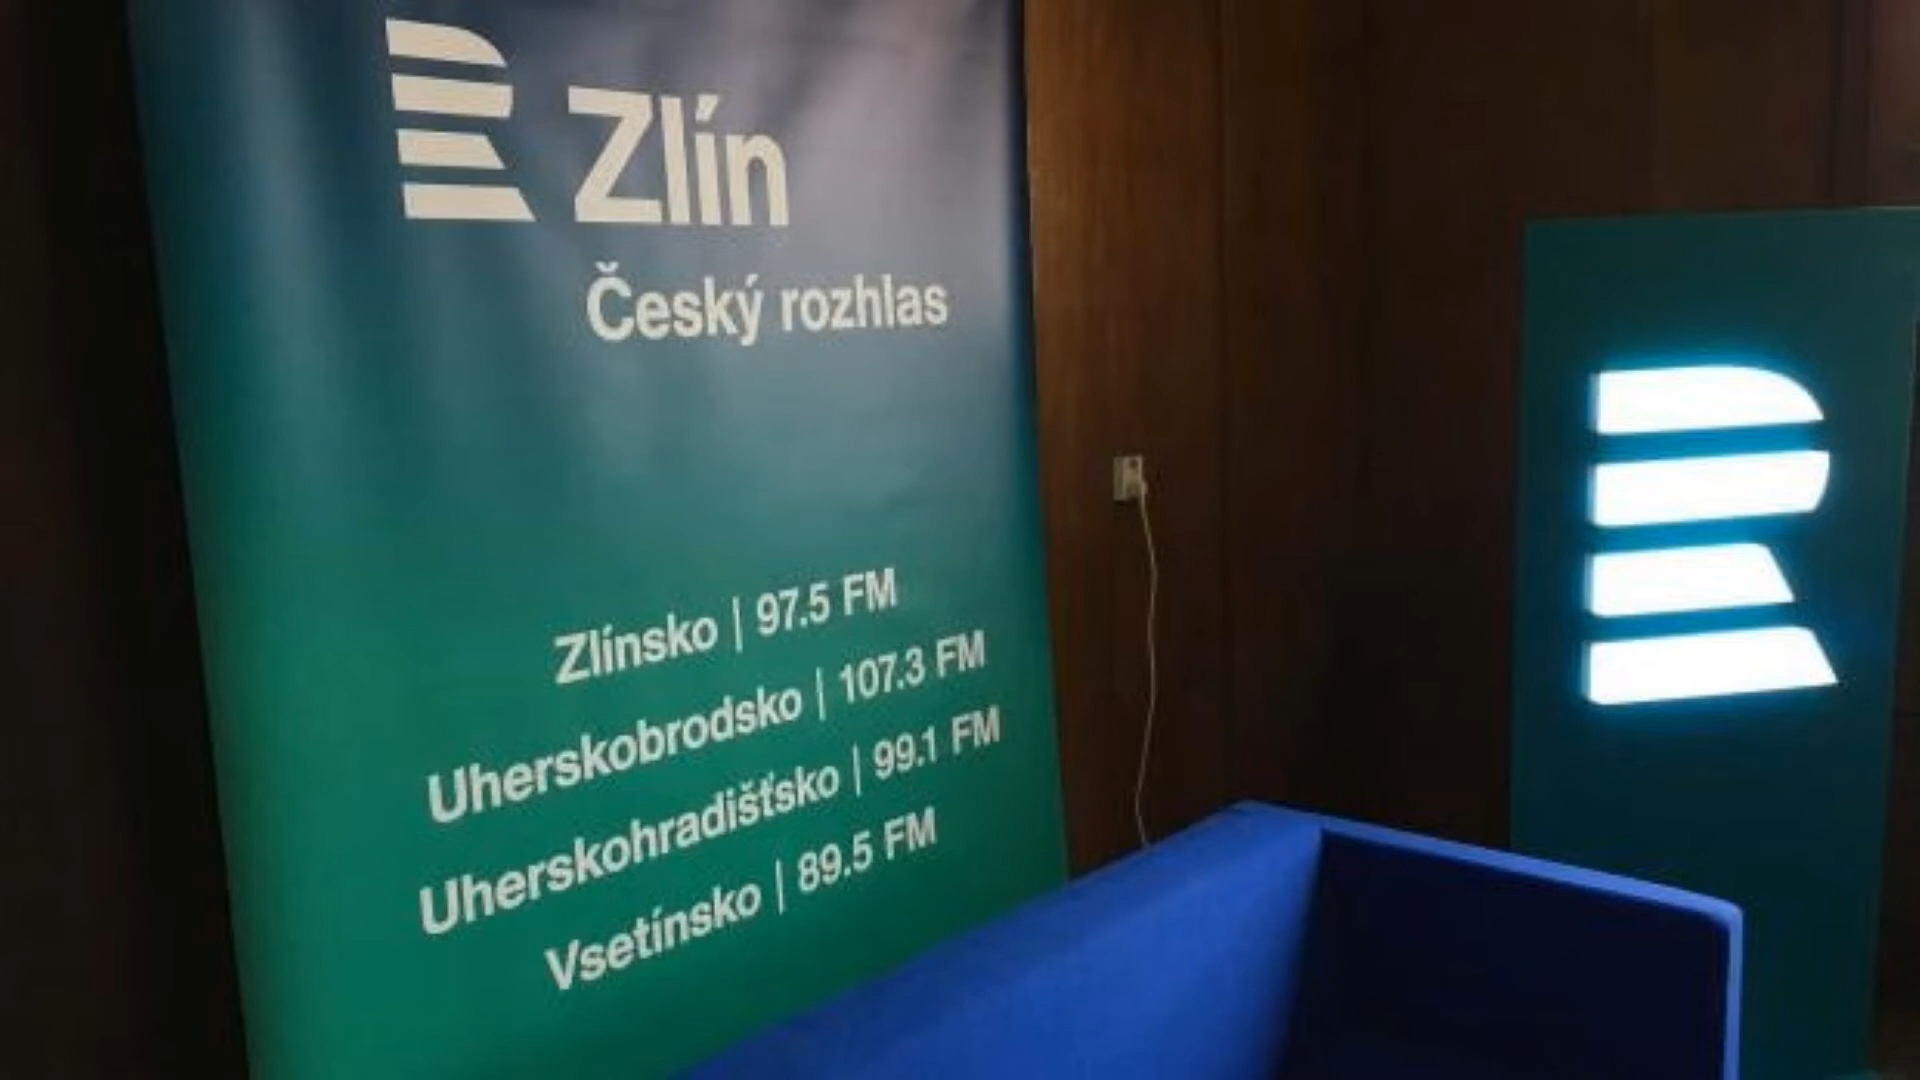 R Zlín
Český rozhlas
Zlínsko | 97.5 FM
Uherskobrodsko | 107.3 FM
Uherskohradišťsko | 99.1 FM
Vsetínsko | 89.5 FM
R